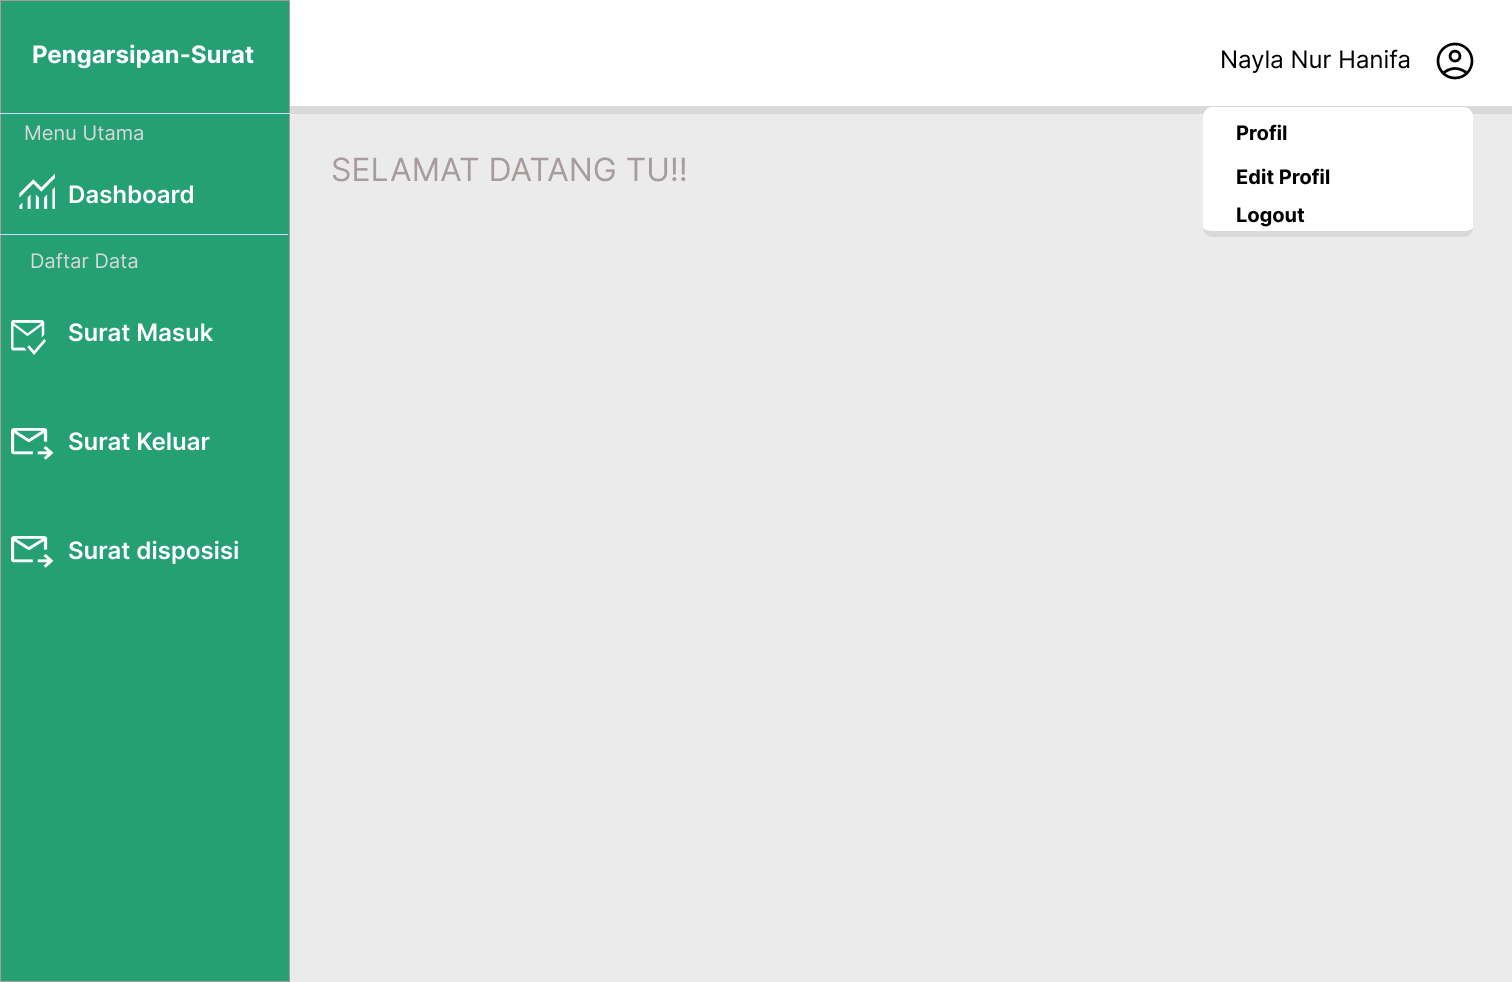 Pengarsipan-Surat
Nayla Nur Hanifa
Menu Utama
Dashboard
Daftar Data
Surat Masuk
Surat Keluar
Surat disposisi
SELAMAT DATANG TU!!
Profil
Edit Profil
Logout